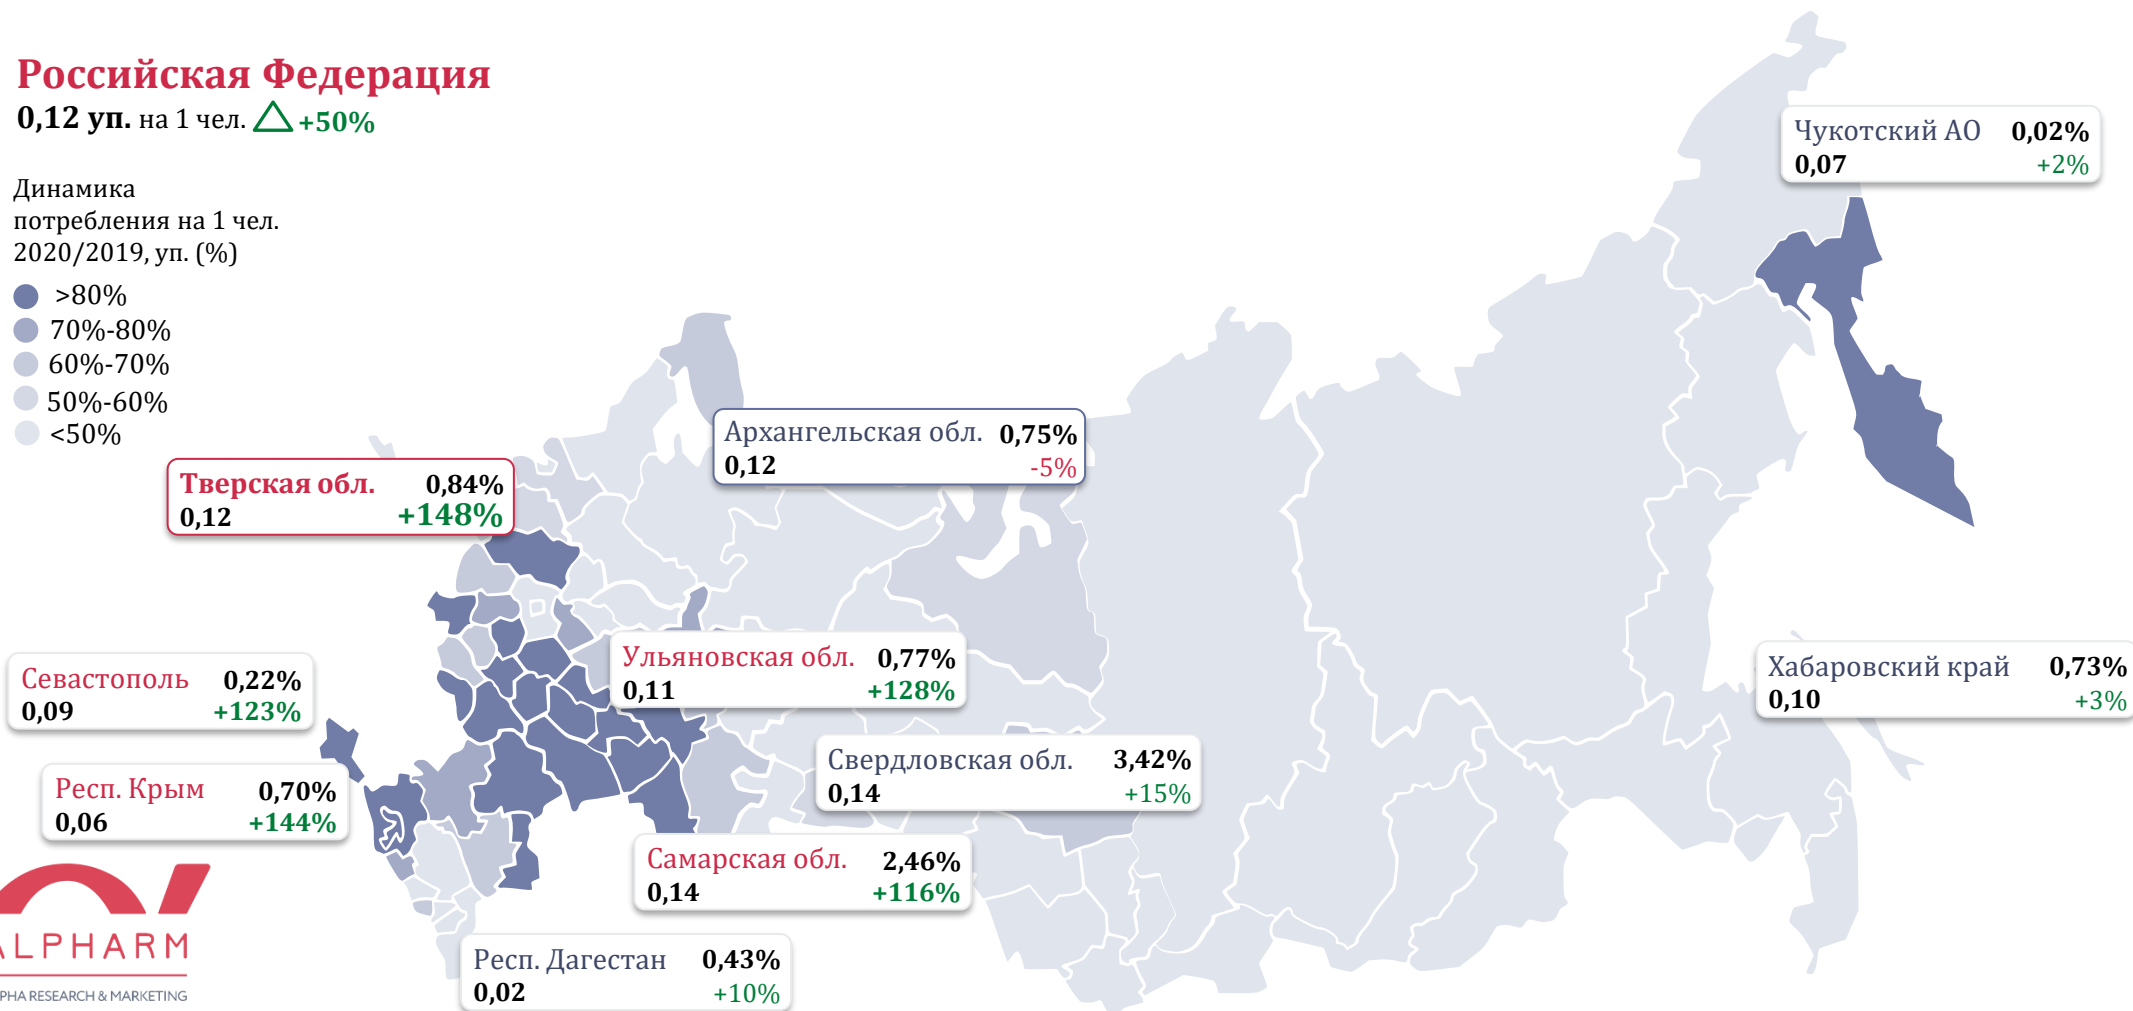 Российская Федерация
0,12 уп. на 1 чел. +50%
Динамика
потребления на 1 чел.
2020/2019, уп. (%)
>80%
70%-80%
60%-70%
50%-60%
<50%
Чукотский АО 0,02%
0,07 +2%
Архангельская обл. 0,75%
0,12 -5%
Тверская обл. 0,84%
0,12 +148%
Ульяновская обл. 0,77%
0,11 +128%
Севастополь 0,22%
0,09 +123%
Хабаровский край 0,73%
0,10 +3%
Свердловская обл. 3,42%
0,14 +15%
Респ. Крым 0,70%
0,06 +144%
Самарская обл. 2,46%
0,14 +116%
Респ. Дагестан 0,43%
0,02 +10%
ALPHARM
PHA RESEARCH & MARKETING